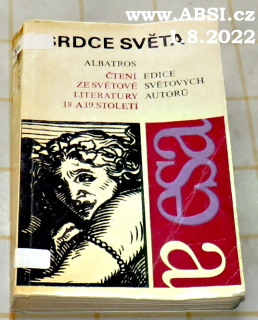 www.ABSI.cz
1.8.2022
SRDCE SVĚTA
ALBATROS
ČTENÍ EDICE
ZE SVĚTOVÉ SVĚTOVÝCH
LITERATURY AUTORŮ
18. A 19. STOLETÍ
esa
a